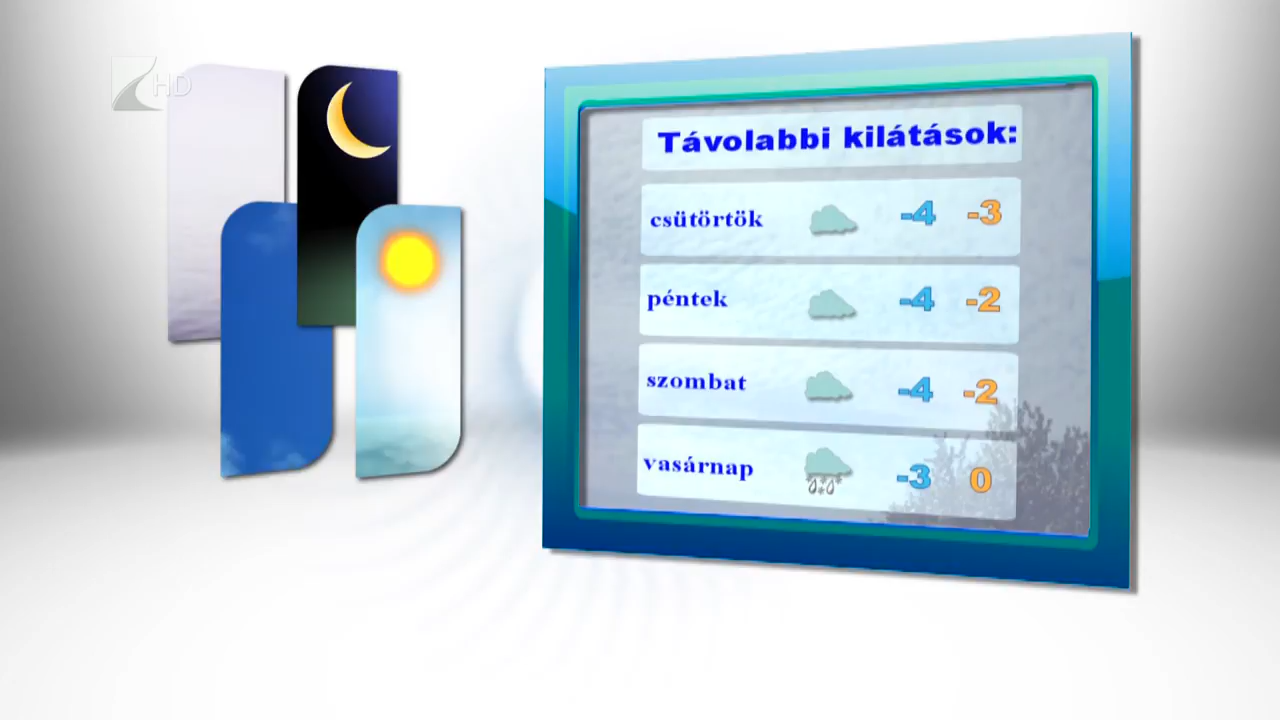 HD
Távolabbi kilátások:
csütörtök -4 -3
péntek -4 -2
szombat -4 -2
vasárnap -3 0